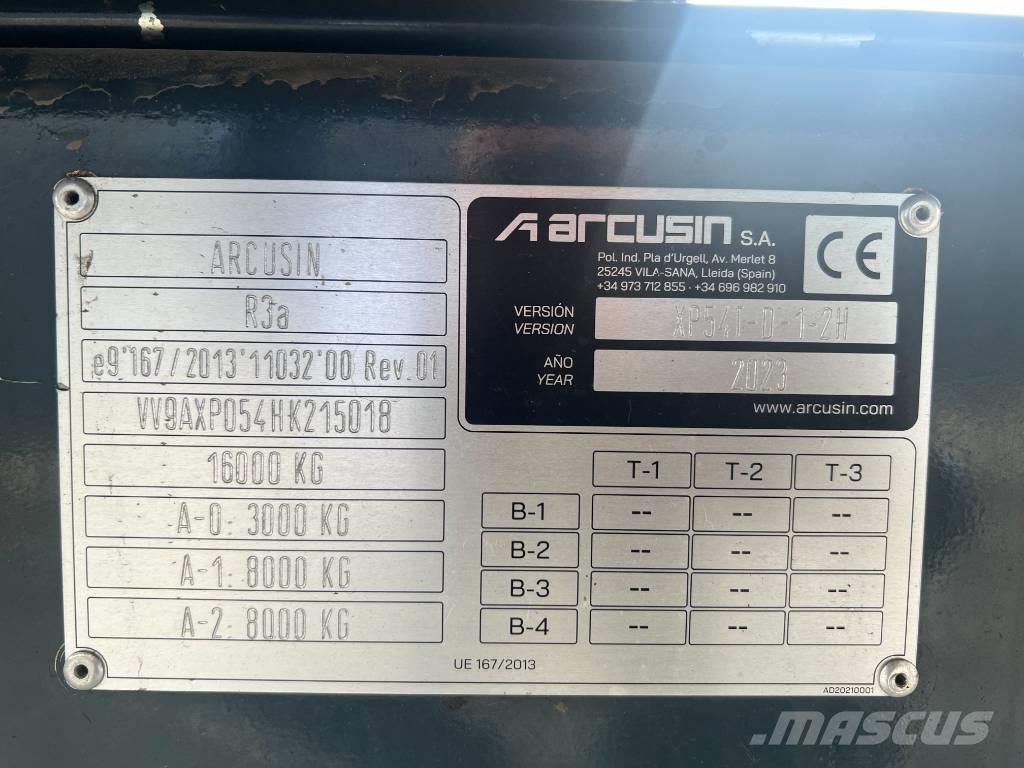 ARCUSIN
R3a
e9*167/2013*11032*00 Rev.01
VV9AXP054HK215018
16000 KG
A-0: 3000 KG
A-1: 8000 KG
A-2: 8000 KG
arcusin S.A.
Pol. Ind. Pla d'Urgell, Av. Merlet 8
25245 VILA-SANA, Lleida (Spain)
+34 973 712 855 · +34 696 982 910
CE
VERSIÓN
VERSION
XP54T-D-1-2H
AÑO
YEAR
2023
www.arcusin.com
T-1 T-2 T-3
B-1 -- -- --
B-2 -- -- --
B-3 -- -- --
B-4 -- -- --
UE 167/2013
AD20210001
MASCUS